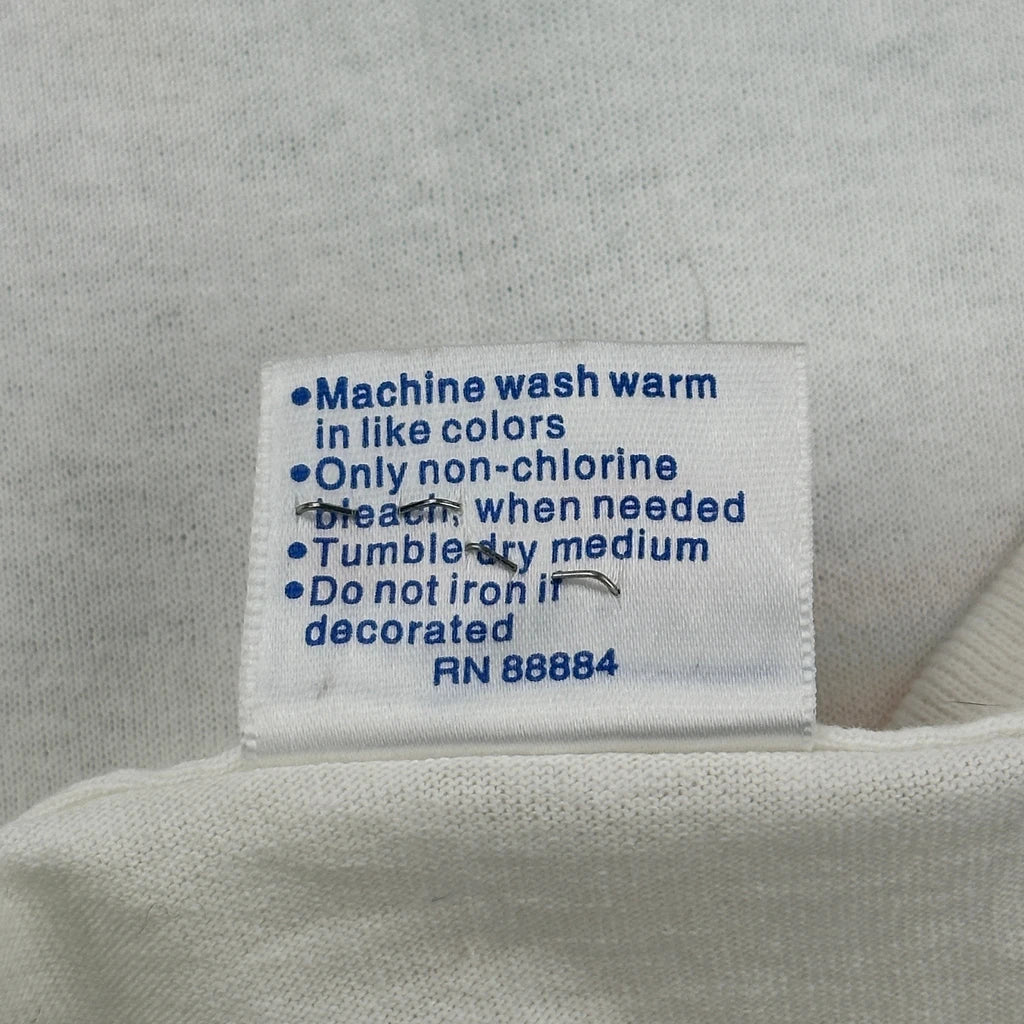 •Machine wash warm
in like colors
•Only non-chlorine
bleach, when needed
•Tumble dry medium
•Do not iron if
decorated
RN 88884